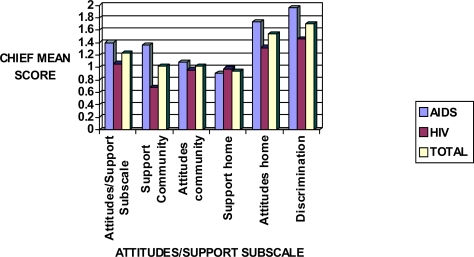 CHIEF MEAN
SCORE
2
1.8
1.6
1.4
1.2
1
0.8
0.6
0.4
0.2
0
Attitudes/Support
Subscale
Support
Community
Attitudes
community
Support home
Attitudes home
Discrimination
ATTITUDES/SUPPORT SUBSCALE
AIDS
HIV
TOTAL